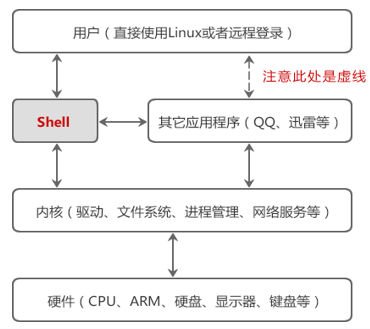 用户（直接使用Linux或者远程登录）
注意此处是虚线
Shell
其它应用程序（QQ、迅雷等）
内核（驱动、文件系统、进程管理、网络服务等）
硬件（CPU、ARM、硬盘、显示器、键盘等）